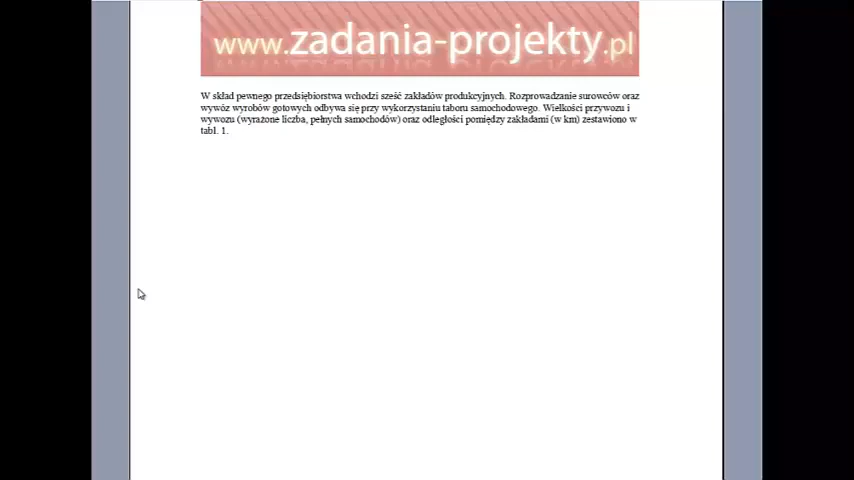 www.zadania-projekty.pl
W skład pewnego przedsiębiorstwa wchodzi sześć zakładów produkcyjnych. Rozprowadzanie surowców oraz
wywóz wyrobów gotowych odbywa się przy wykorzystaniu taboru samochodowego. Wielkości przywozu i
wywozu (wyrażone liczba, pełnych samochodów) oraz odległości pomiędzy zakładami (w km) zestawiono w
tabl. 1.